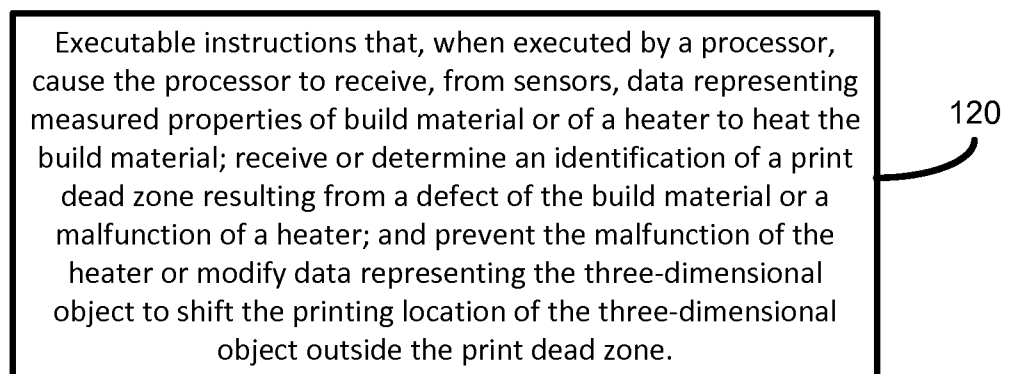 Executable instructions that, when executed by a processor,
cause the processor to receive, from sensors, data representing
measured properties of build material or of a heater to heat the
build material; receive or determine an identification of a print
dead zone resulting from a defect of the build material or a
malfunction of a heater; and prevent the malfunction of the
heater or modify data representing the three-dimensional
object to shift the printing location of the three-dimensional
object outside the print dead zone.
120